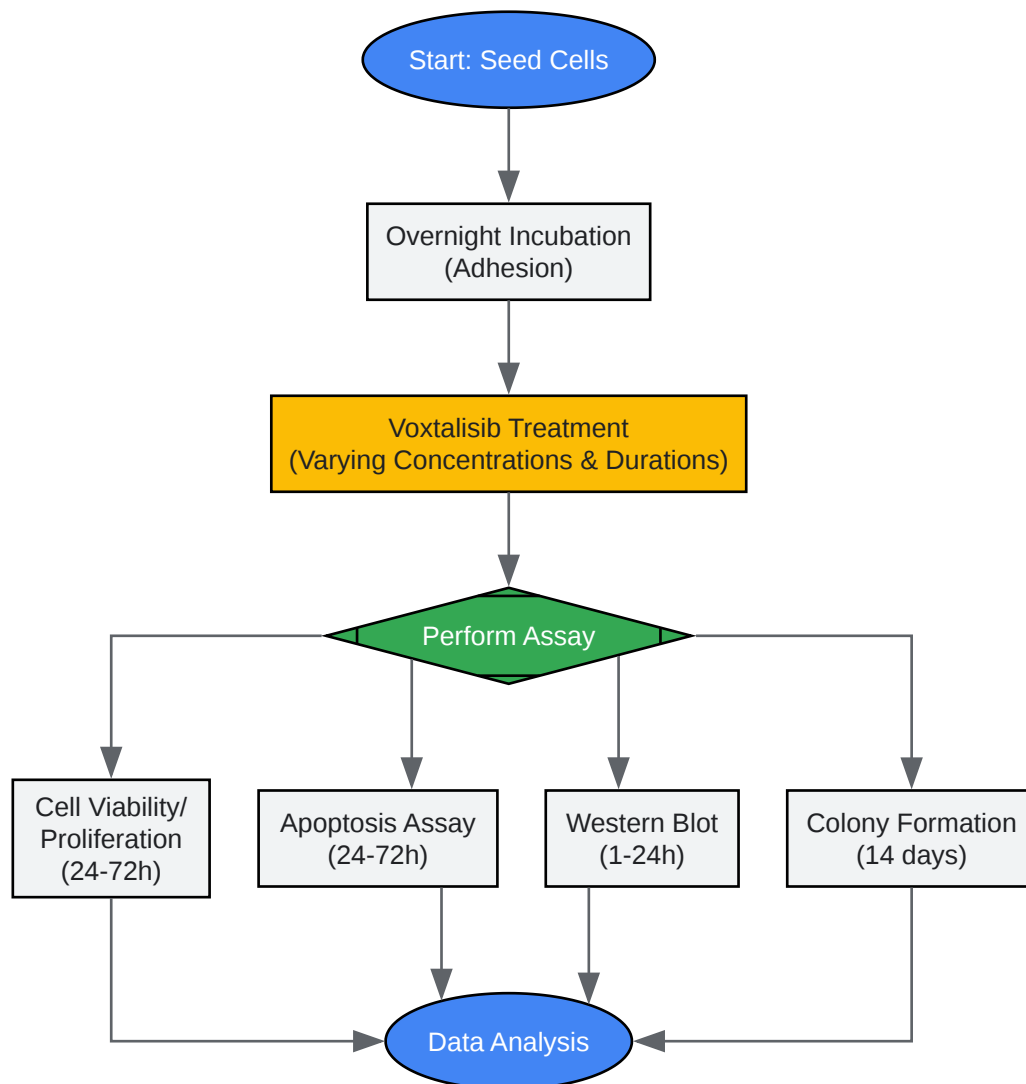 Start: Seed Cells
Overnight Incubation
(Adhesion)
Voxtalisib Treatment
(Varying Concentrations & Durations)
Perform Assay
Cell Viability/
Proliferation
(24-72h)
Apoptosis Assay
(24-72h)
Western Blot
(1-24h)
Colony Formation
(14 days)
Data Analysis